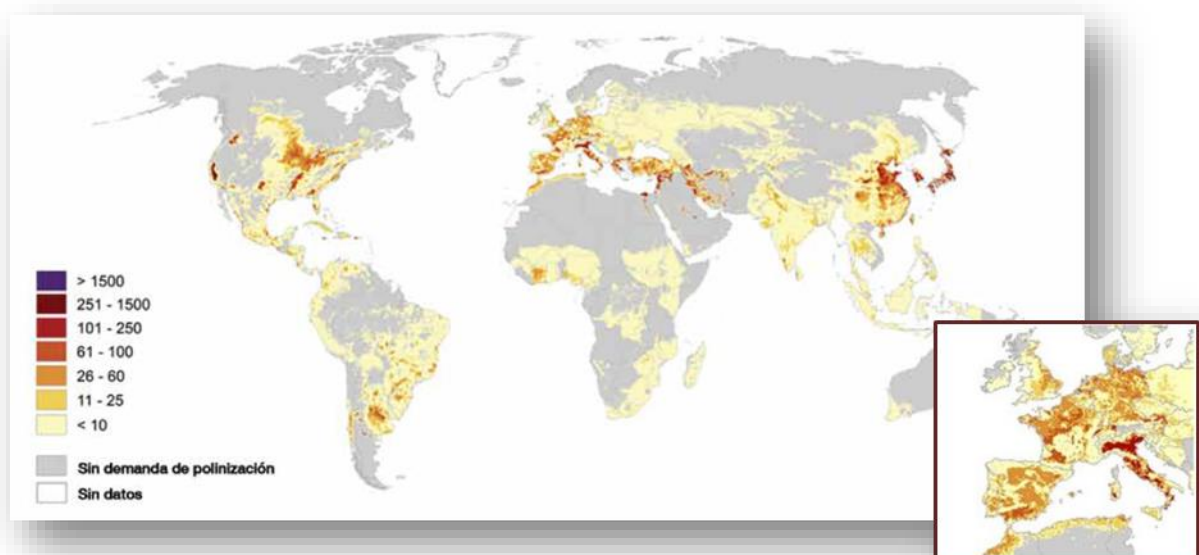 > 1500
251 - 1500
101 - 250
61 - 100
26 - 60
11 - 25
< 10
Sin demanda de polinización
Sin datos